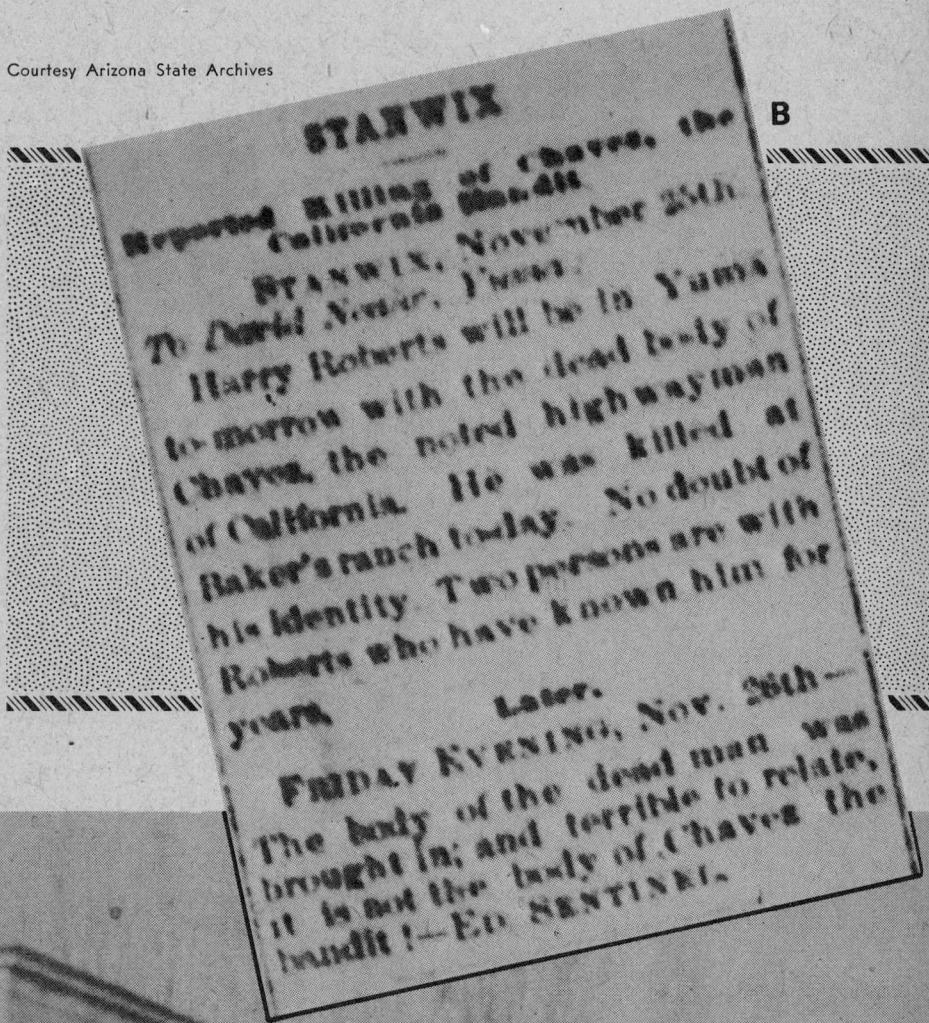 Courtesy Arizona State Archives
B
STANWIX
Reported Killing of Chaves, the
California Bandit
STANWIX, November 25th.
To David Neahr, Yuma:
Harry Roberts will be in Yuma
to-morrow with the dead body of
Chaves, the noted highwayman
of California. He was killed at
Baker's ranch today. No doubt of
his identity. Two persons are with
Roberts who have known him for
years.
Later.
FRIDAY EVENING, Nov. 26th—
The body of the dead man was
brought in; and terrible to relate,
it is not the body of Chaves the
bandit!—ED. SENTINEL.